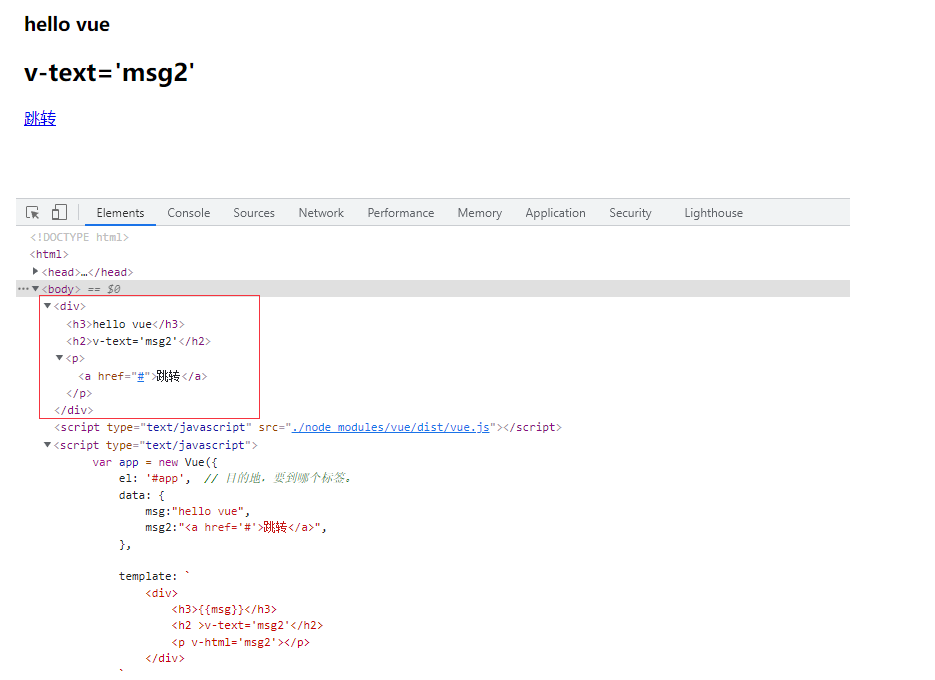 hello vue
v-text='msg2'
跳转
Elements Console Sources Network Performance Memory Application Security Lighthouse
<!DOCTYPE html>
<html>
<head>…</head>
<body> == $0
<div>
<h3>hello vue</h3>
<h2>v-text='msg2'</h2>
<p>
<a href="#">跳转</a>
</p>
</div>
<script type="text/javascript" src="./node_modules/vue/dist/vue.js"></script>
<script type="text/javascript">
var app = new Vue({
el: '#app', // 目的地，要到哪个标签。
data: {
msg:"hello vue",
msg2:"<a href='#'>跳转</a>",
},
template: `
<div>
<h3>{{msg}}</h3>
<h2 >v-text='msg2'</h2>
<p v-html='msg2'></p>
</div>
`